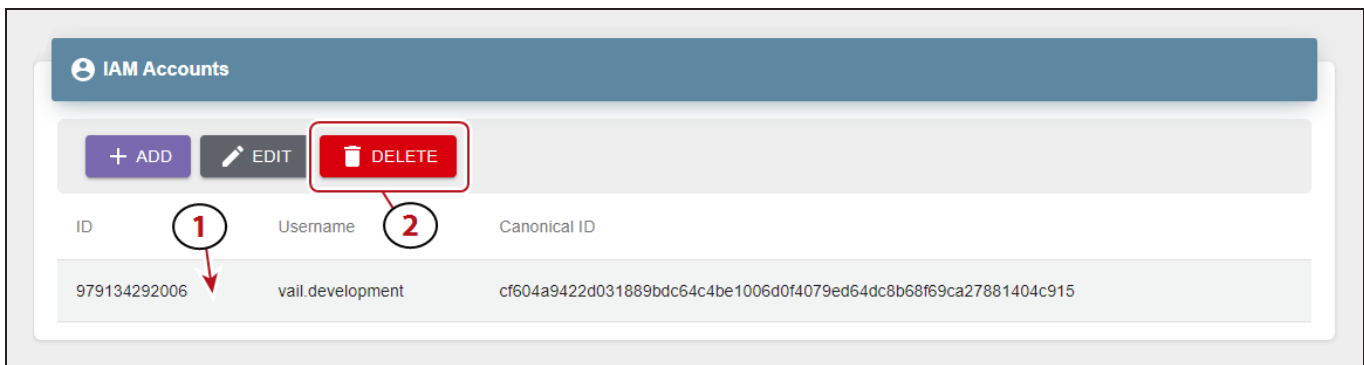 IAM Accounts
+ ADD EDIT DELETE
1 2
ID Username Canonical ID
979134292006 vail.development cf604a9422d031889bdc64c4be1006d0f4079ed64dc8b68f69ca27881404c915